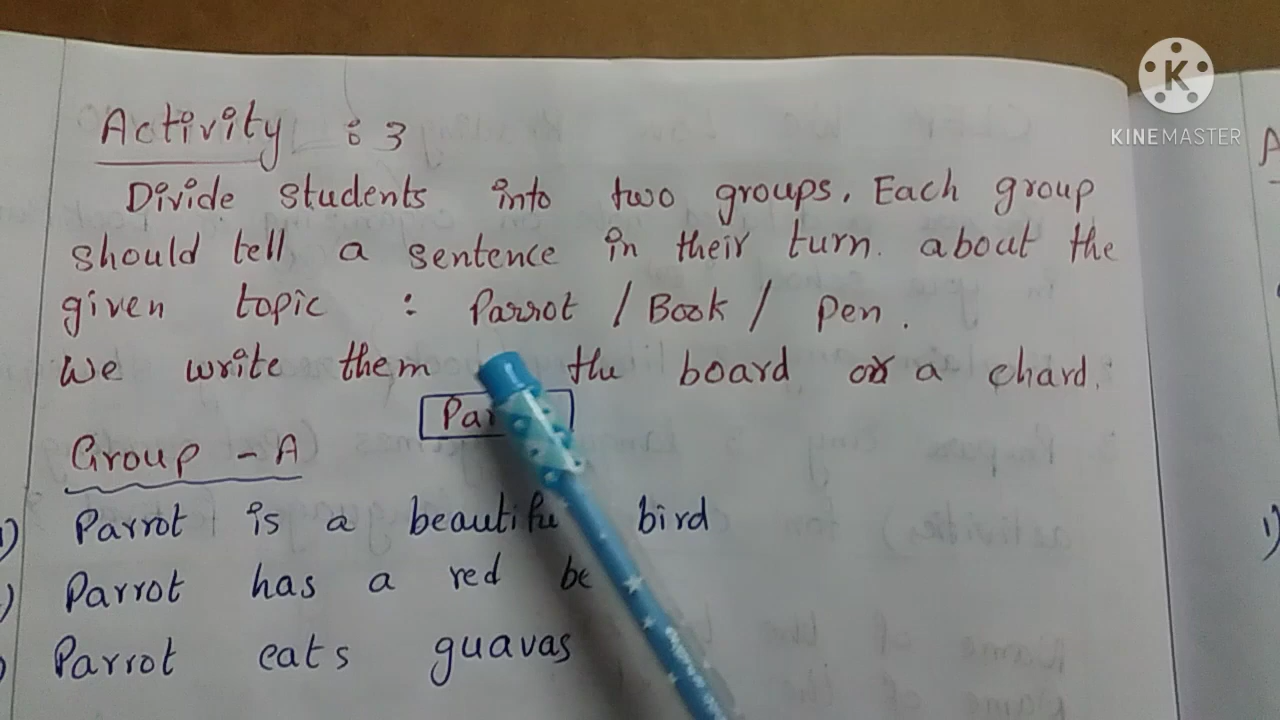 Activity : 3
Divide students into two groups. Each group
should tell a sentence in their turn. about the
given topic : Parrot / Book / Pen.
We write them the board or a chard.
Group - A
1) Parrot is a bird
Parrot has a red
Parrot eats guavas
K
KINEMASTER
A
1)